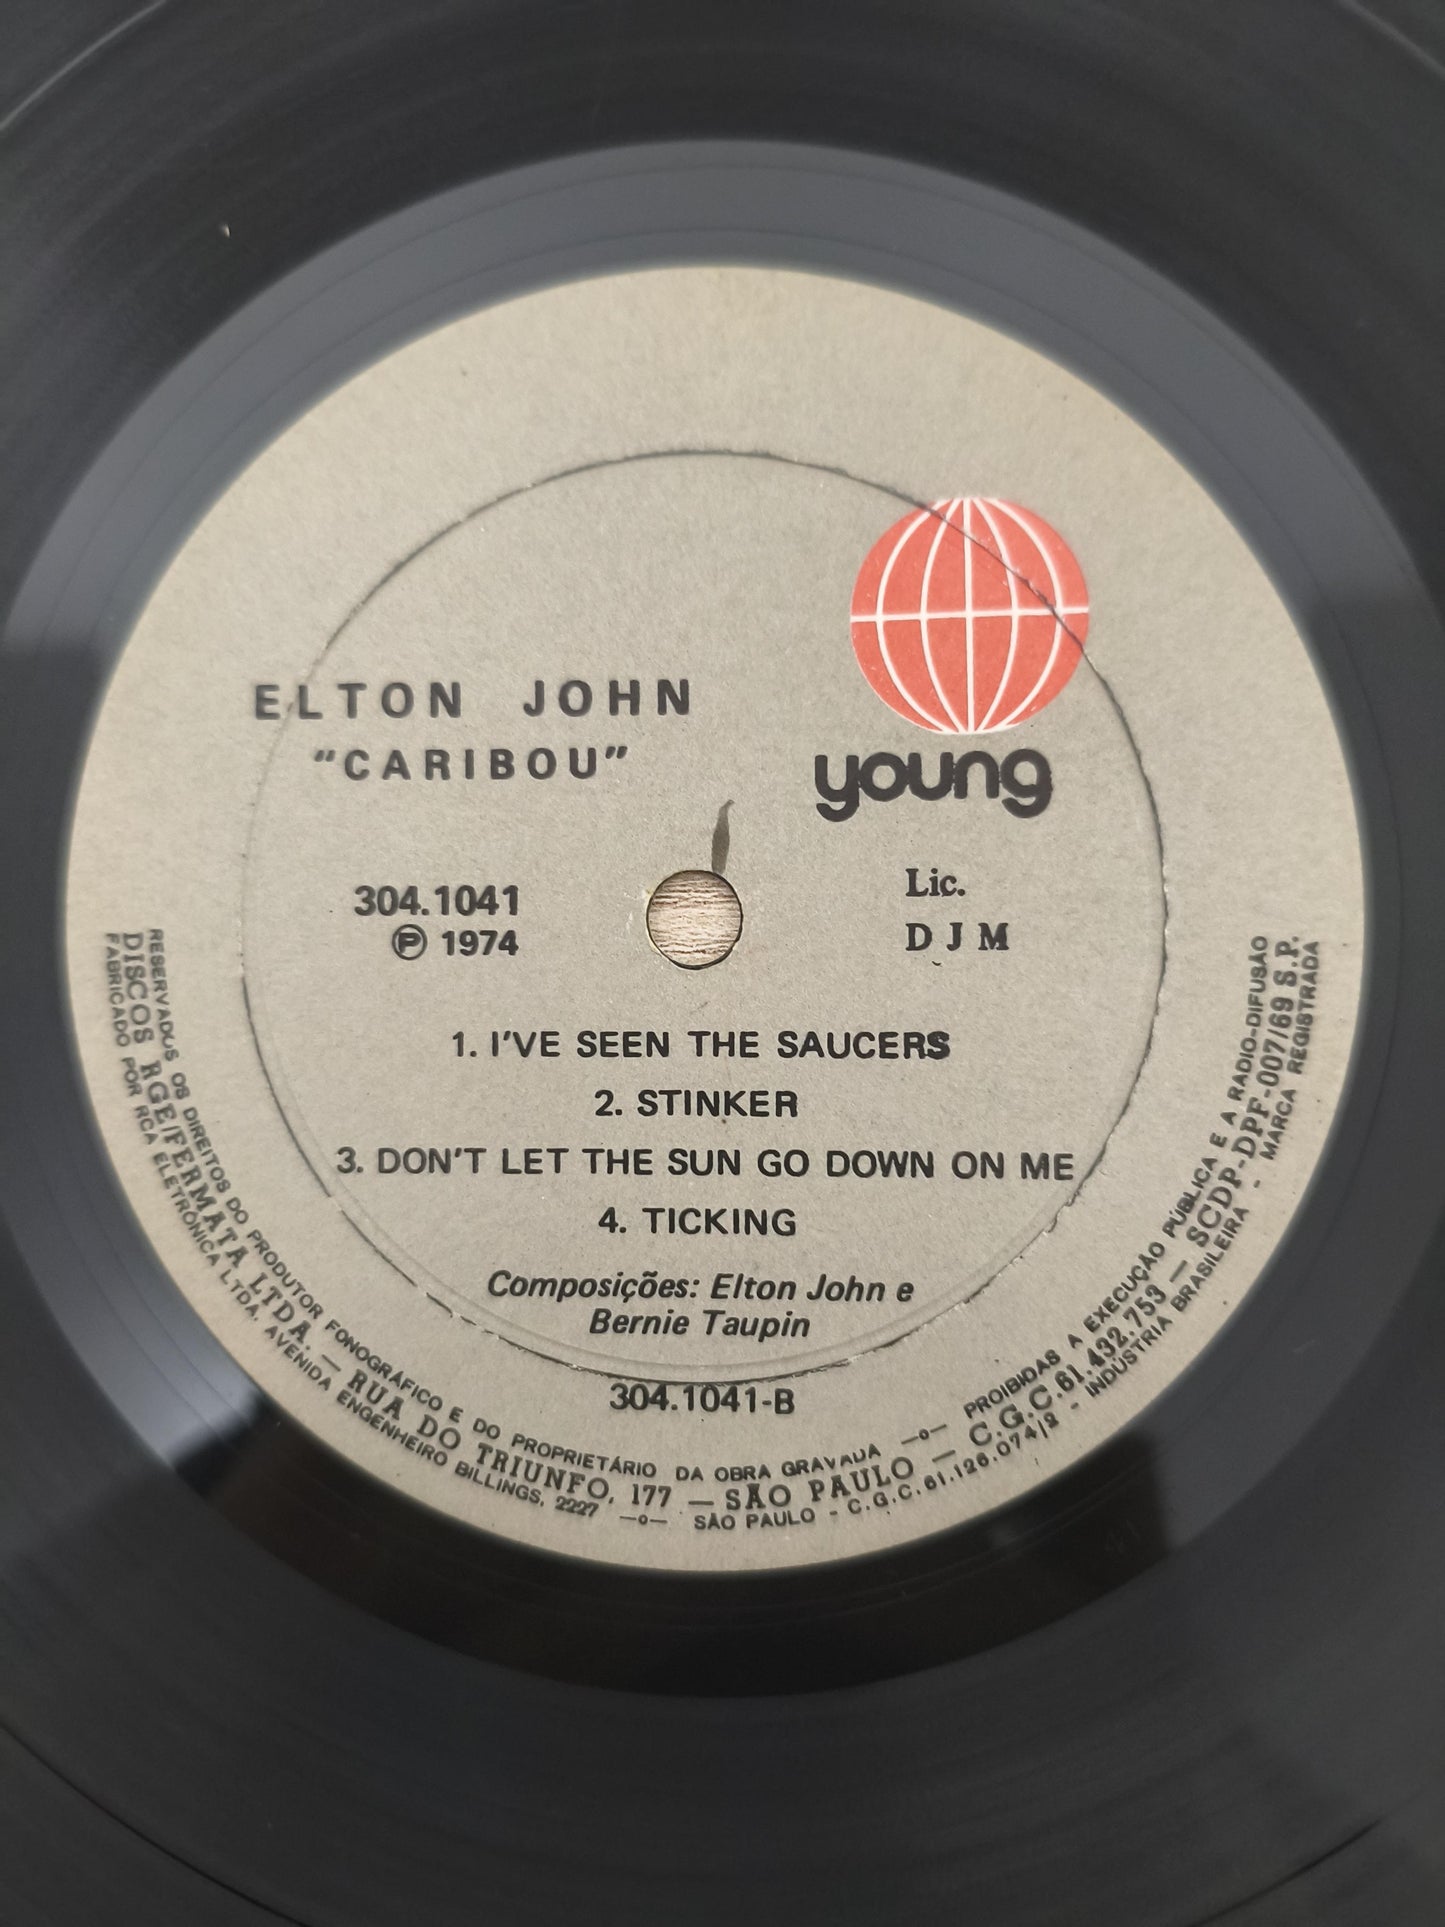 ELTON JOHN
"CARIBOU"
young
304.1041
℗ 1974
Lic.
D J M
1. I'VE SEEN THE SAUCERS
2. STINKER
3. DON'T LET THE SUN GO DOWN ON ME
4. TICKING
Composições: Elton John e
Bernie Taupin
304.1041-B
RESERVADOS OS DIREITOS DO PRODUTOR FONOGRÁFICO E DO PROPRIETÁRIO DA OBRA GRAVADA —o— PROIBIDAS A EXECUÇÃO PÚBLICA E A RADIO-DIFUSÃO
DISCOS RGE/FERMATA LTDA. — RUA DO TRIUNFO, 177 — SÃO PAULO — C.G.C.61.432.753 — SCDP-DPF-007/69 S.P.
FABRICADO POR RCA ELETRÔNICA LTDA. AVENIDA ENGENHEIRO BILLINGS, 2227 —o— SÃO PAULO - C.G.C.61.126.074/2 - INDÚSTRIA BRASILEIRA - MARCA REGISTRADA